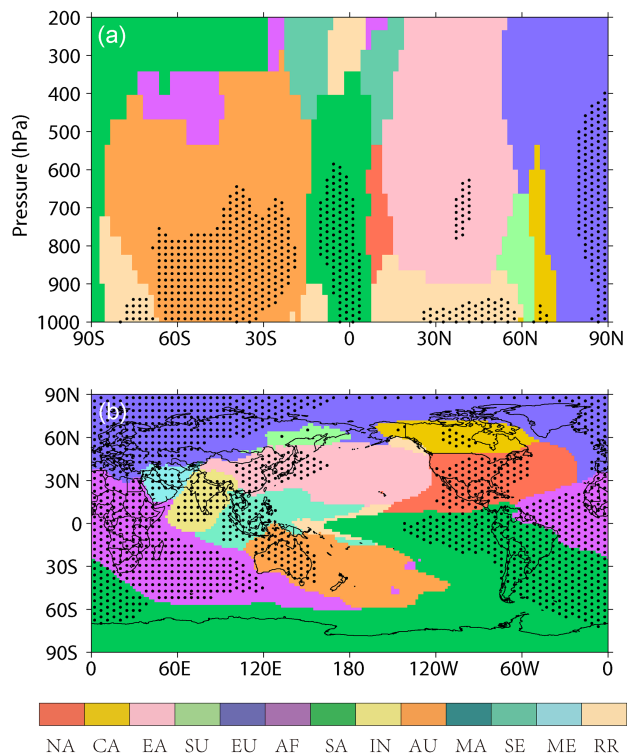 (a)
200
300
400
500
600
700
800
900
1000
Pressure (hPa)
90S 60S 30S 0 30N 60N 90N
(b)
90N
60N
30N
0
30S
60S
90S
0 60E 120E 180 120W 60W 0
NA CA EA SU EU AF SA IN AU MA SE ME RR